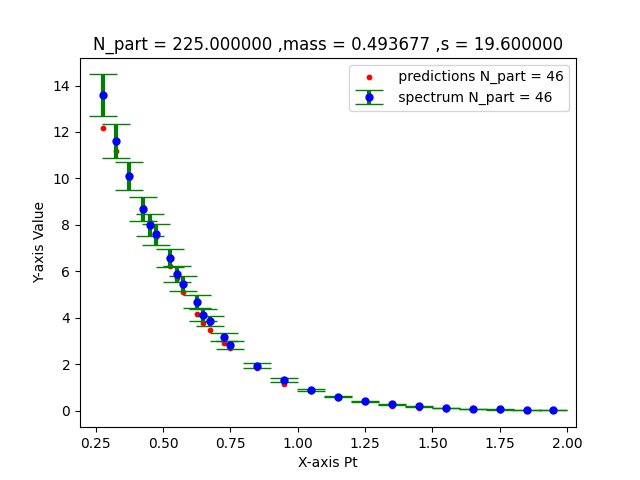 N_part = 225.000000 ,mass = 0.493677 ,s = 19.600000
predictions N_part = 46
spectrum N_part = 46
Y-axis Value
14
12
10
8
6
4
2
0
0.25 0.50 0.75 1.00 1.25 1.50 1.75 2.00
X-axis Pt